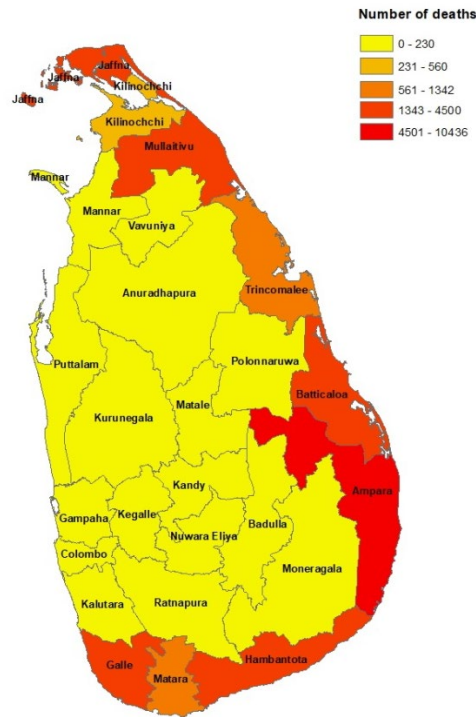 Number of deaths
0 - 230
231 - 560
561 - 1342
1343 - 4500
4501 - 10436
Jaffna
Jaffna
Jaffna
Kilinochchi
Kilinochchi
Mullaitivu
Mannar
Mannar
Vavuniya
Trincomalee
Anuradhapura
Puttalam
Polonnaruwa
Batticaloa
Kurunegala
Matale
Kandy
Ampara
Gampaha
Kegalle
Badulla
Nuwara Eliya
Colombo
Moneragala
Kalutara
Ratnapura
Galle
Hambantota
Matara